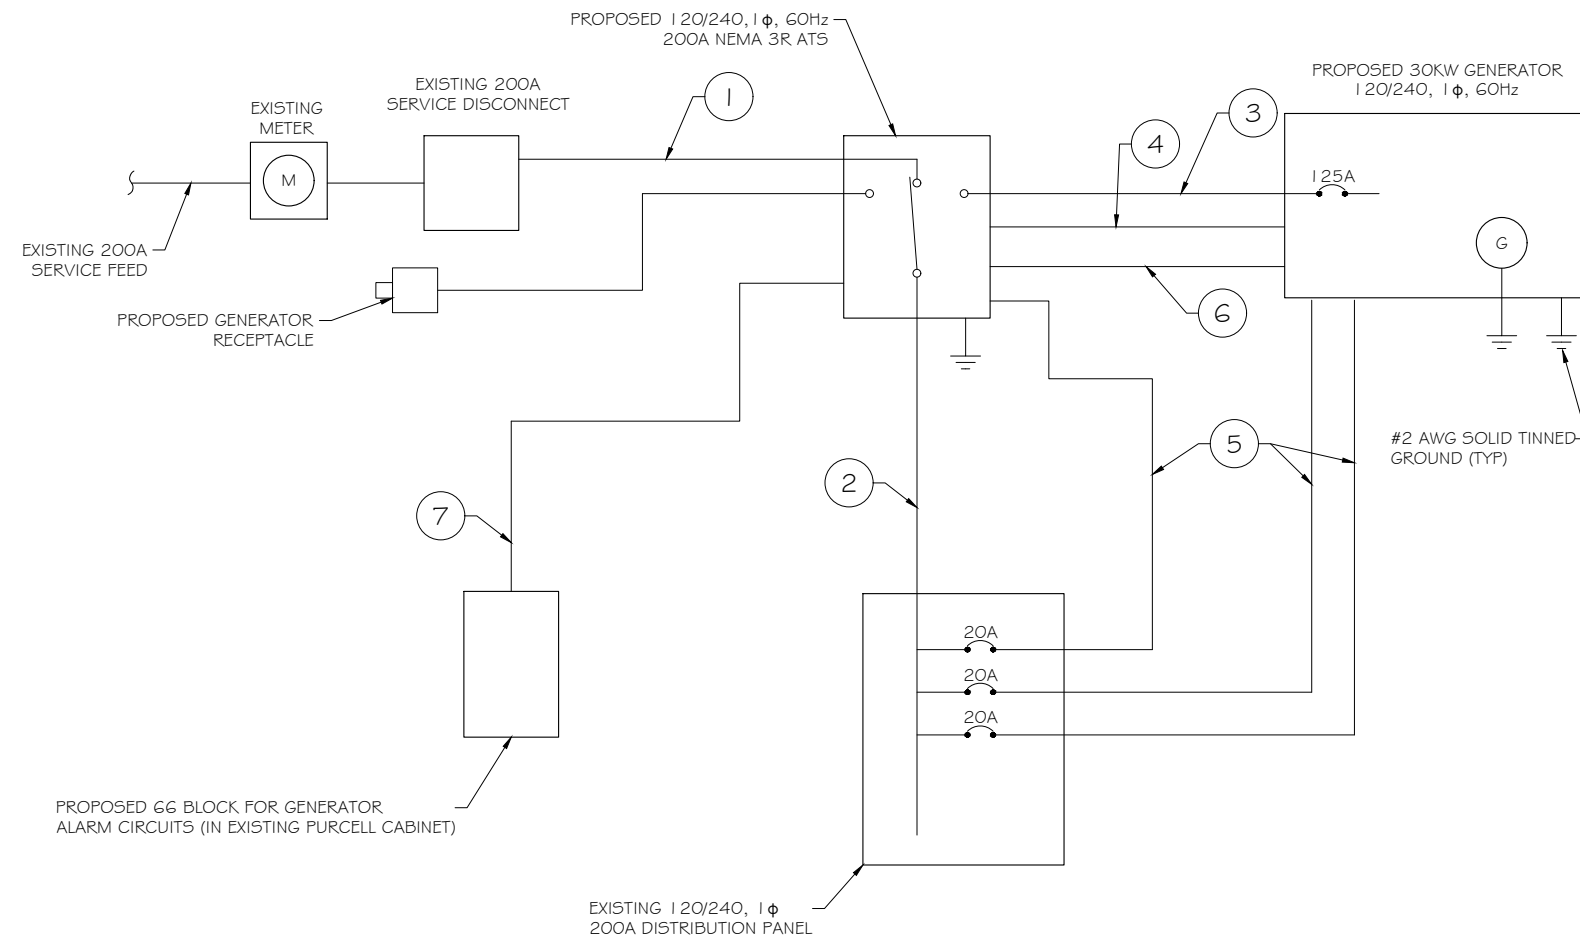 PROPOSED 120/240, 1ϕ, 60Hz
200A NEMA 3R ATS
EXISTING 200A
SERVICE DISCONNECT
1
PROPOSED 30KW GENERATOR
120/240, 1ϕ, 60Hz
EXISTING
METER
3
4
M
125A
EXISTING 200A
SERVICE FEED
G
PROPOSED GENERATOR
RECEPTACLE
6
#2 AWG SOLID TINNED
GROUND (TYP)
5
2
7
20A
20A
20A
PROPOSED 66 BLOCK FOR GENERATOR
ALARM CIRCUITS (IN EXISTING PURCELL CABINET)
EXISTING 120/240, 1ϕ
200A DISTRIBUTION PANEL